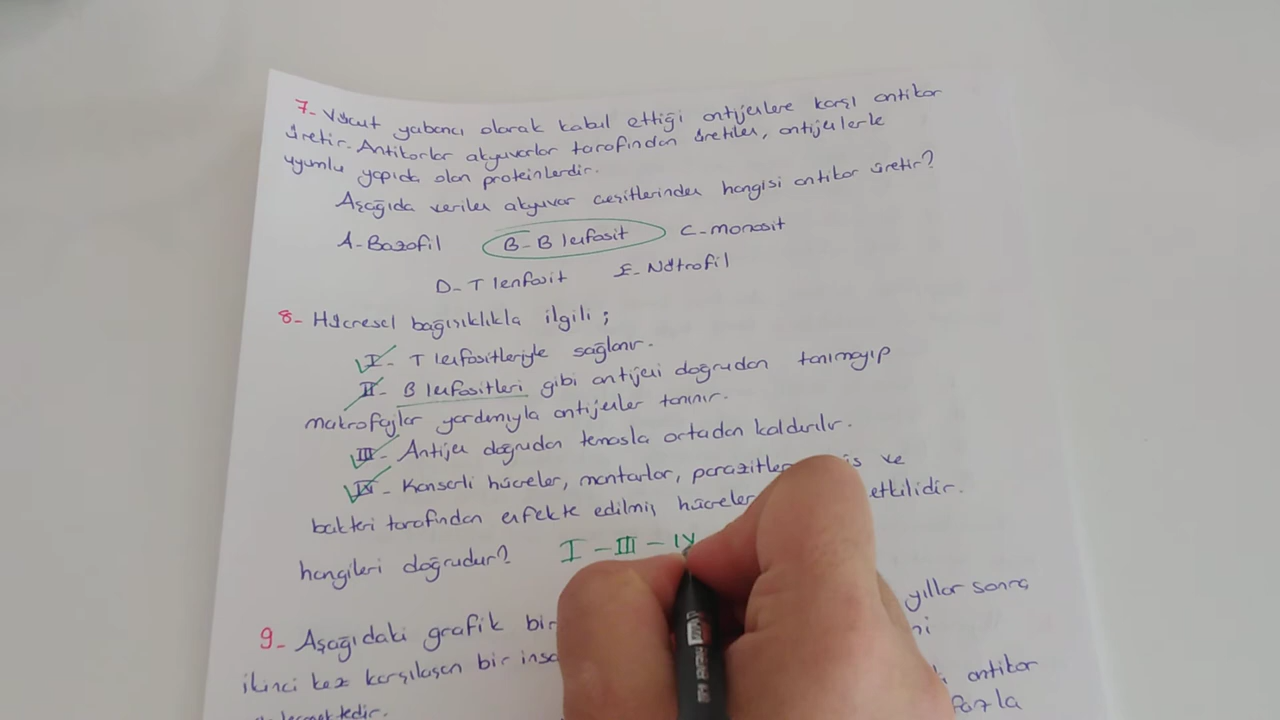 7- Vücut yabancı olarak kabul ettiği antijenlere karşı antikor
üretir. Antikorlar akyuvarlar tarafından üretilen, antijenlerle
uyumlu yapıda olan proteinlerdir.
Aşağıda verilen akyuvar çeşitlerinden hangisi antikor üretir?
A-Bazofil B-B lenfosit C-monosit
D-T lenfosit E-Nötrofil
8- Hücresel bağışıklıkla ilgili;
I- T lenfositleriyle sağlanır.
II- B lenfositleri gibi antijeni doğrudan tanımayıp
makrofajlar yardımıyla antijenler tanınır.
III- Antijen doğrudan temasla ortadan kaldırılır.
IV- Kanserli hücreler, mantarlar, ve
bakteri tarafından enfekte edilmiş etkilidir.
hangileri doğrudur? I - III - IV
9- Aşağıdaki grafik bir yıllar sonra
ikinci kez karşılaşan bir
antikor
fazla